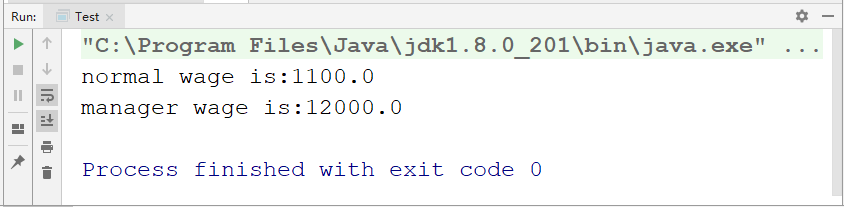 Run: Test
"C:\Program Files\Java\jdk1.8.0_201\bin\java.exe" ...
normal wage is:1100.0
manager wage is:12000.0
Process finished with exit code 0